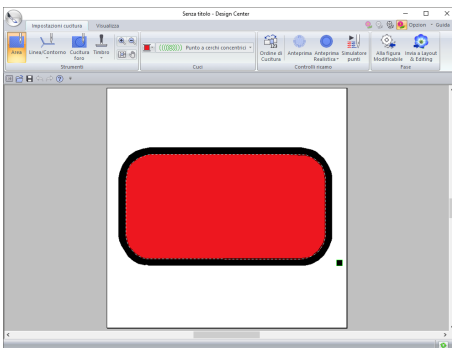 Senza titolo - Design Center
Impostazioni cucitura Visualizza Opzioni Guida
Area Linea/Contorno Cucitura foro Timbro Punto a cerchi concentrici Ordine di Cucitura Anteprima Anteprima Realistica Simulatore punti Alla figura Modificabile Invia a Layout & Editing
Strumenti Cuci Controlli ricamo Fase